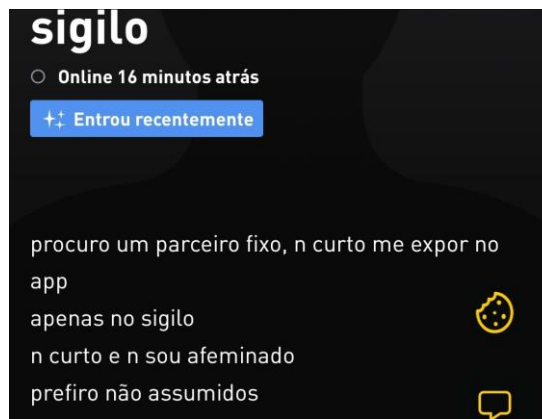 sigilo
Online 16 minutos atrás
Entrou recentemente
procuro um parceiro fixo, n curto me expor no
app
apenas no sigilo
n curto e n sou afeminado
prefiro não assumidos